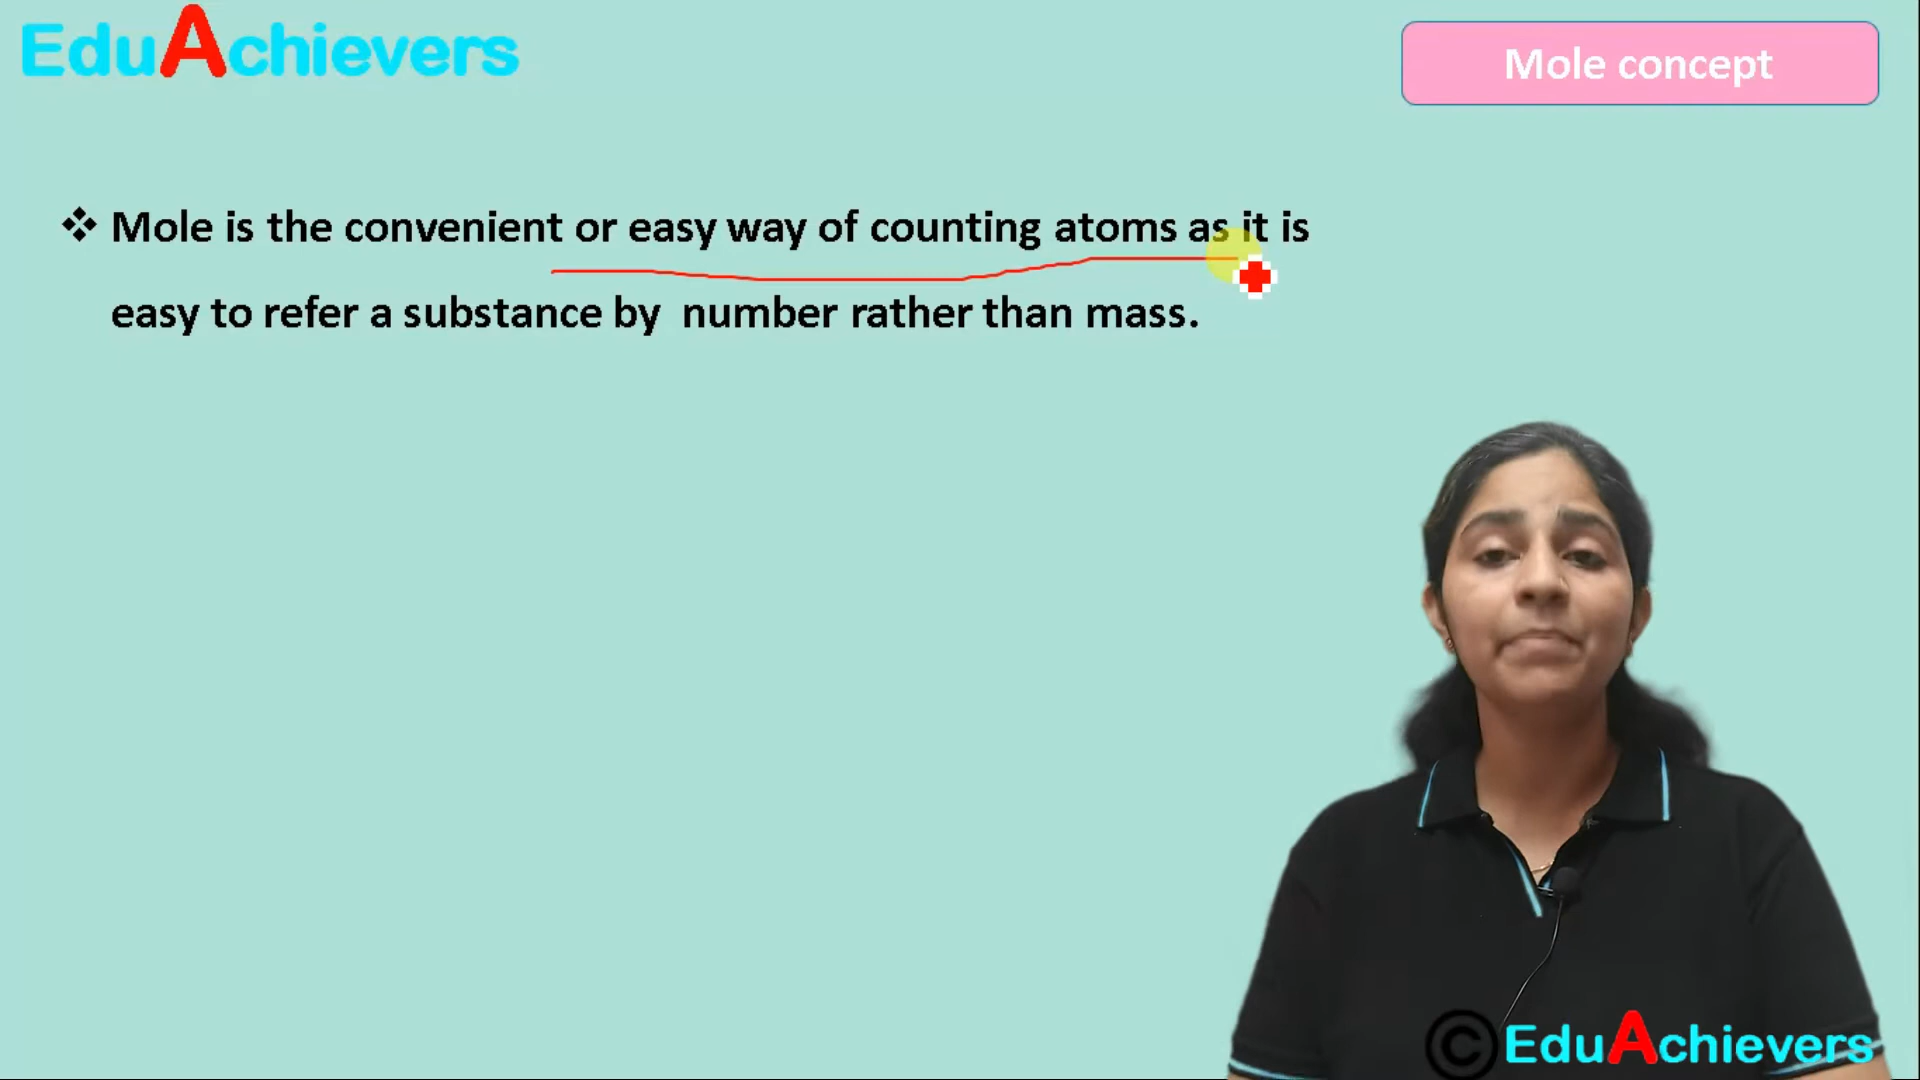 EduAchievers
Mole concept
❖ Mole is the convenient or easy way of counting atoms as it is
easy to refer a substance by number rather than mass.
© EduAchievers